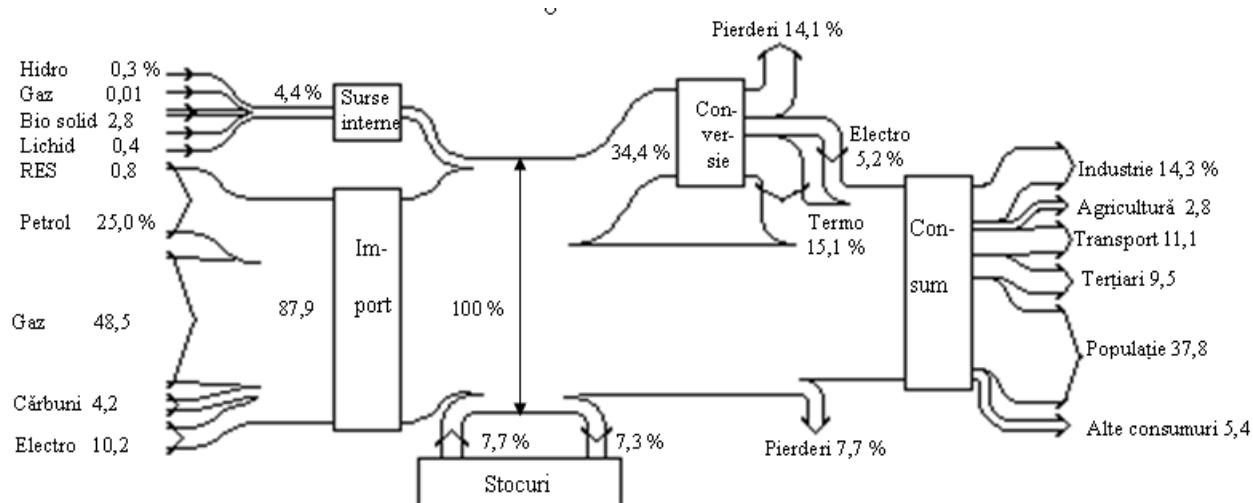 Hidro 0,3 %
Gaz 0,01
Bio solid 2,8
Lichid 0,4
RES 0,8
Petrol 25,0 %
Gaz 48,5
Cărbuni 4,2
Electro 10,2
4,4 %
Surse
interne
87,9
Im-
port
100 %
7,7 %
7,3 %
Stocuri
34,4 %
Con-
ver-
sie
Pierderi 14,1 %
Electro
5,2 %
Termo
15,1 %
Pierderi 7,7 %
Con-
sum
Industrie 14,3 %
Agricultură 2,8
Transport 11,1
Terțiari 9,5
Populație 37,8
Alte consumuri 5,4